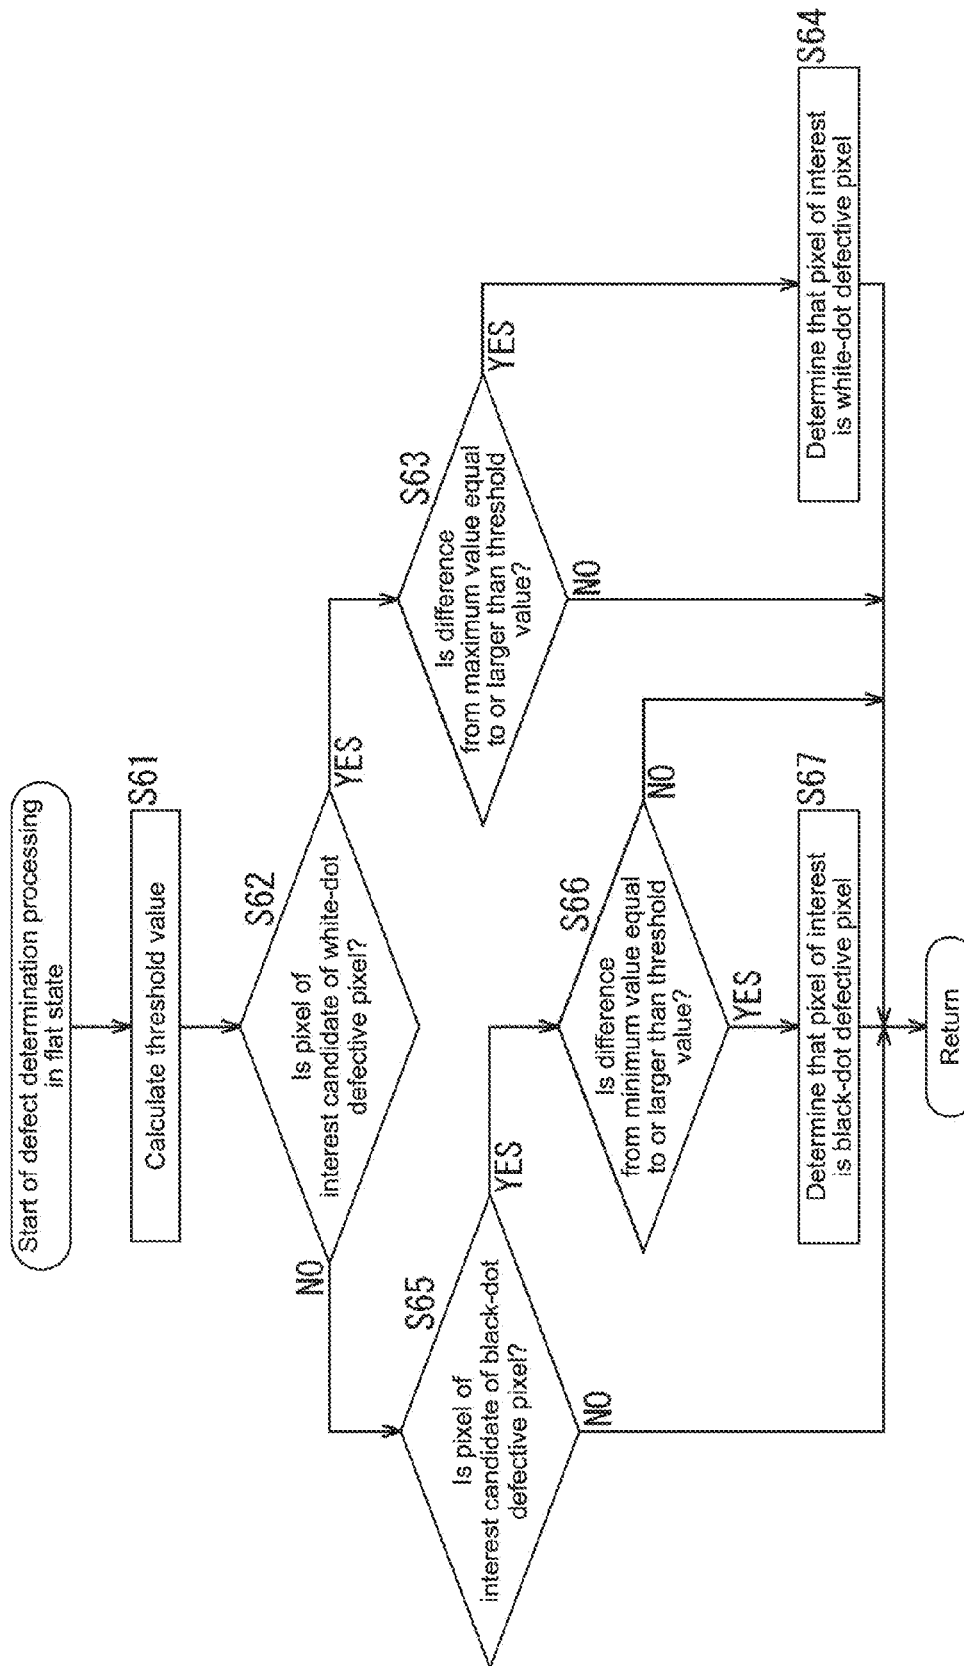 Start of defect determination processing
in flat state
S61
Calculate threshold value
S62
Is pixel of
interest candidate of white-dot
defective pixel?
YES
NO
S63
Is difference
from maximum value equal
to or larger than threshold
value?
YES
NO
S64
Determine that pixel of interest
is white-dot defective pixel
S65
Is pixel of
interest candidate of black-dot
defective pixel?
YES
NO
S66
Is difference
from minimum value equal
to or larger than threshold
value?
NO
YES
S67
Determine that pixel of interest
is black-dot defective pixel
Return